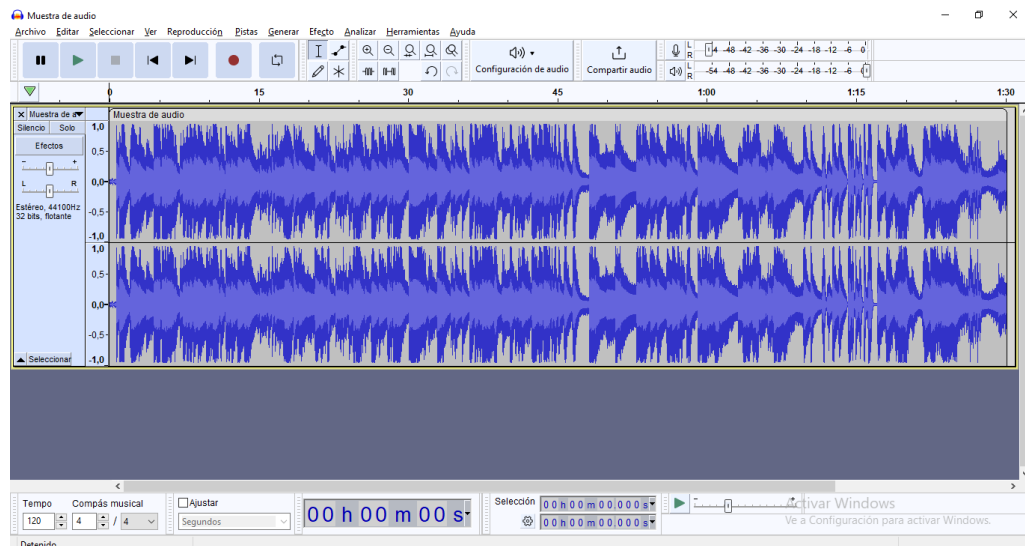 Muestra de audio
Archivo Editar Seleccionar Ver Reproducción Pistas Generar Efecto Analizar Herramientas Ayuda
Configuración de audio
Compartir audio
L R 4 -48 -42 -36 -30 -24 -18 -12 -6 0
L R -54 -48 -42 -36 -30 -24 -18 -12 -6 0
0 15 30 45 1:00 1:15 1:30
Muestra de a
Muestra de audio
Silencio Solo
Efectos
- +
L R
Estéreo, 44100Hz
32 bits, flotante
Seleccionar
1,0
0,5
0,0
-0,5
-1,0
1,0
0,5
0,0
-0,5
-1,0
Tempo Compás musical
120 4 / 4
Ajustar
Segundos
00 h 00 m 00 s
Selección
00 h 00 m 00,000 s
00 h 00 m 00,000 s
Activar Windows
Ve a Configuración para activar Windows.
Detenido